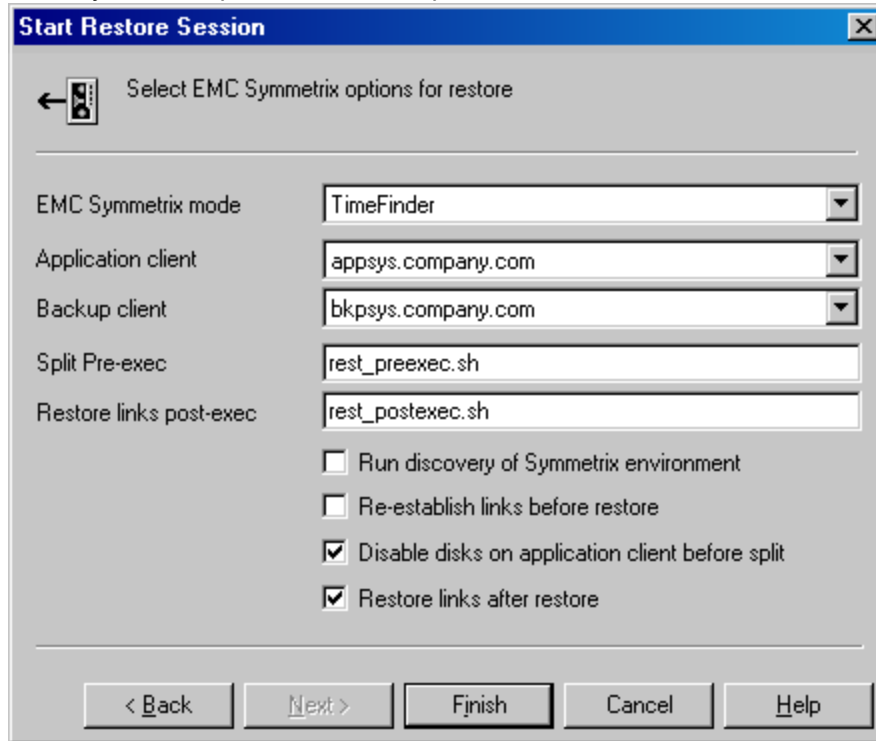 Start Restore Session
Select EMC Symmetrix options for restore
EMC Symmetrix mode TimeFinder
Application client appsys.company.com
Backup client bkpsys.company.com
Split Pre-exec rest_preexec.sh
Restore links post-exec rest_postexec.sh
Run discovery of Symmetrix environment
Re-establish links before restore
Disable disks on application client before split
Restore links after restore
< Back Next > Finish Cancel Help